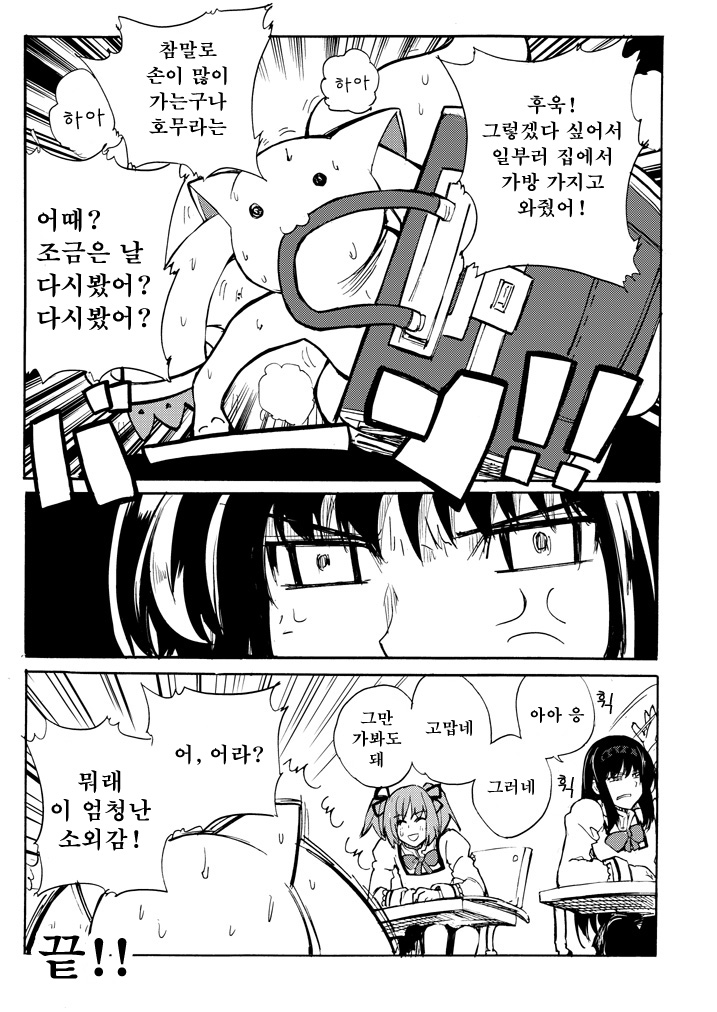 후욱!
그렇겠다 싶어서
일부러 집에서
가방 가지고
와줬어!
하아
참말로
손이 많이
가는구나
호무라는
하아
어때?
조금은 날
다시봤어?
다시봤어?
!!
획
아아 응
획
그러네
고맙네
그만
가봐도
돼
어, 어라?
뭐래
이 엄청난
소외감!
끝!!